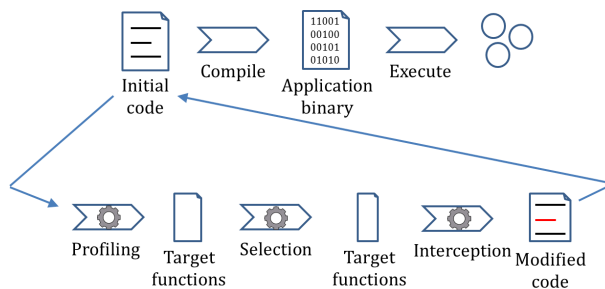 11001
00100
00101
01010
Initial
code
Compile
Application
binary
Execute
Profiling
Target
functions
Selection
Target
functions
Interception
Modified
code